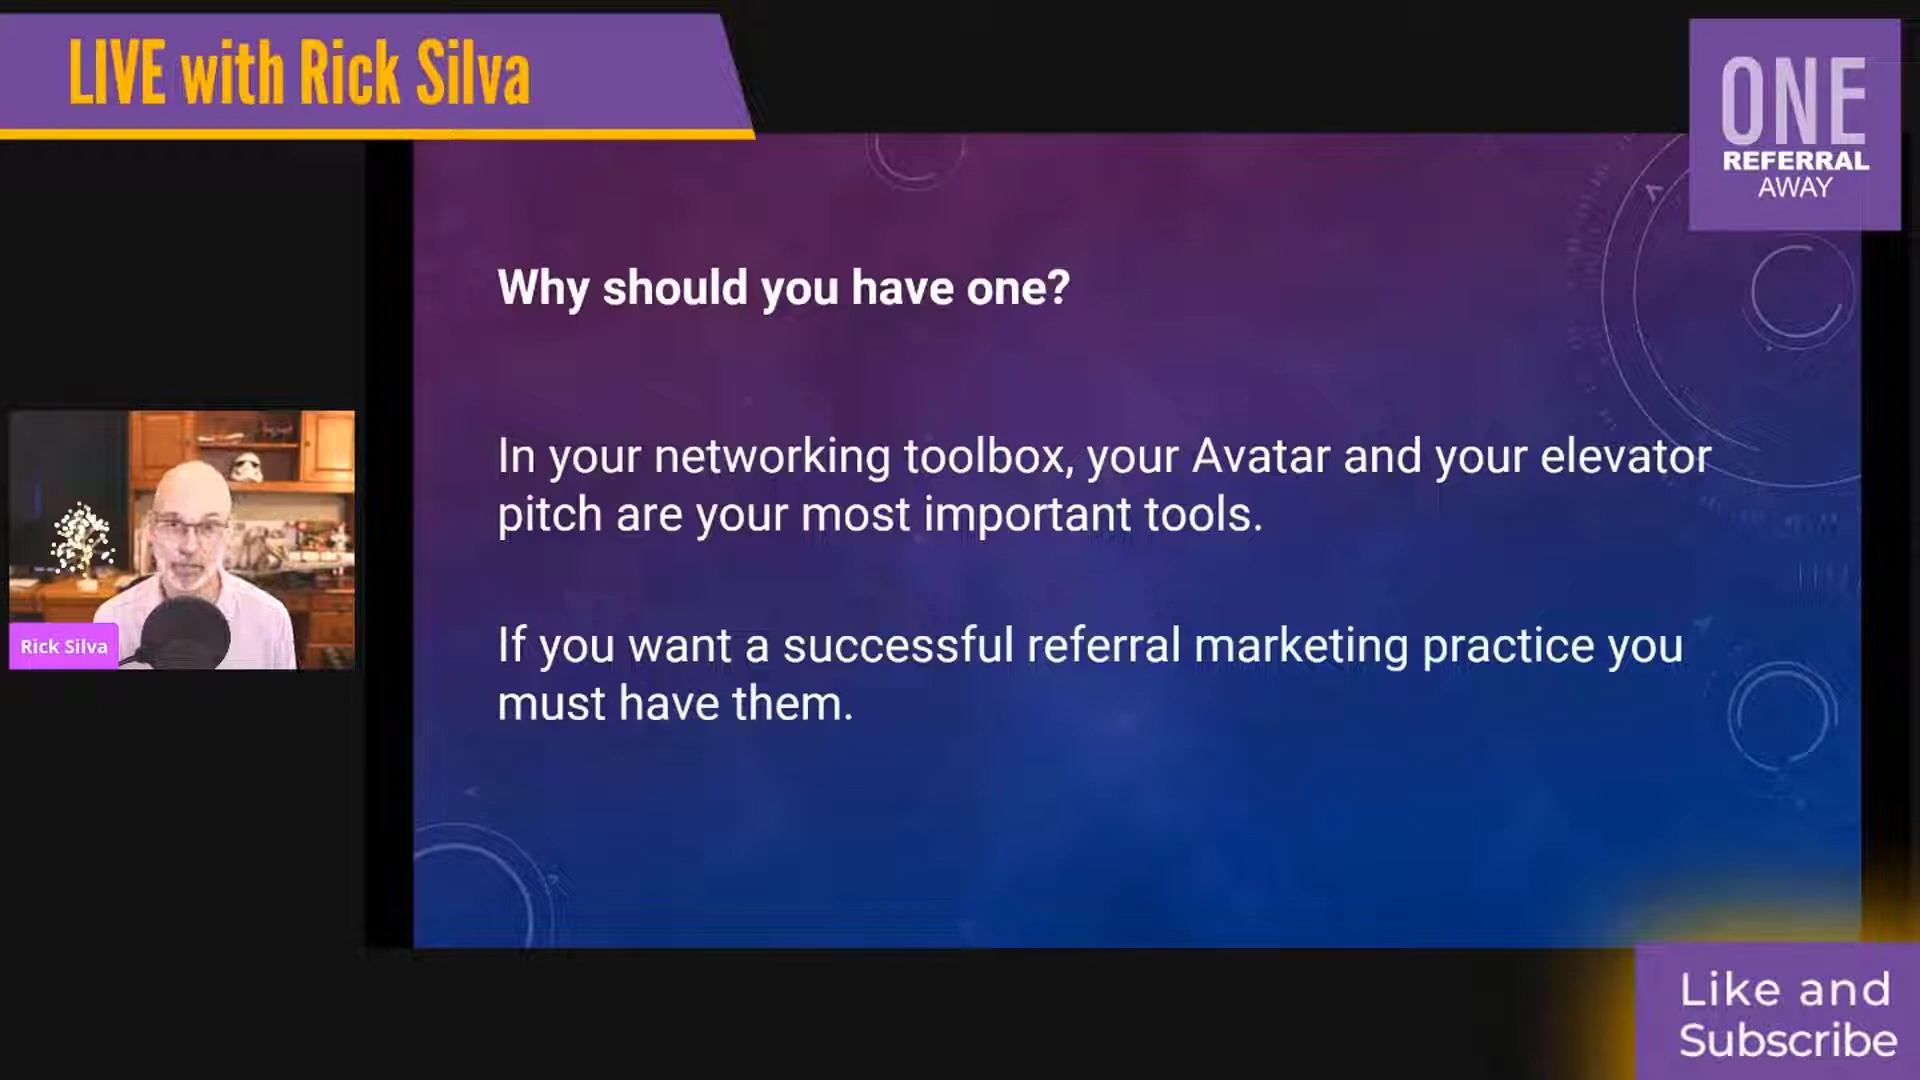 LIVE with Rick Silva
ONE
REFERRAL
AWAY
Why should you have one?
In your networking toolbox, your Avatar and your elevator
pitch are your most important tools.
If you want a successful referral marketing practice you
must have them.
Rick Silva
Like and
Subscribe